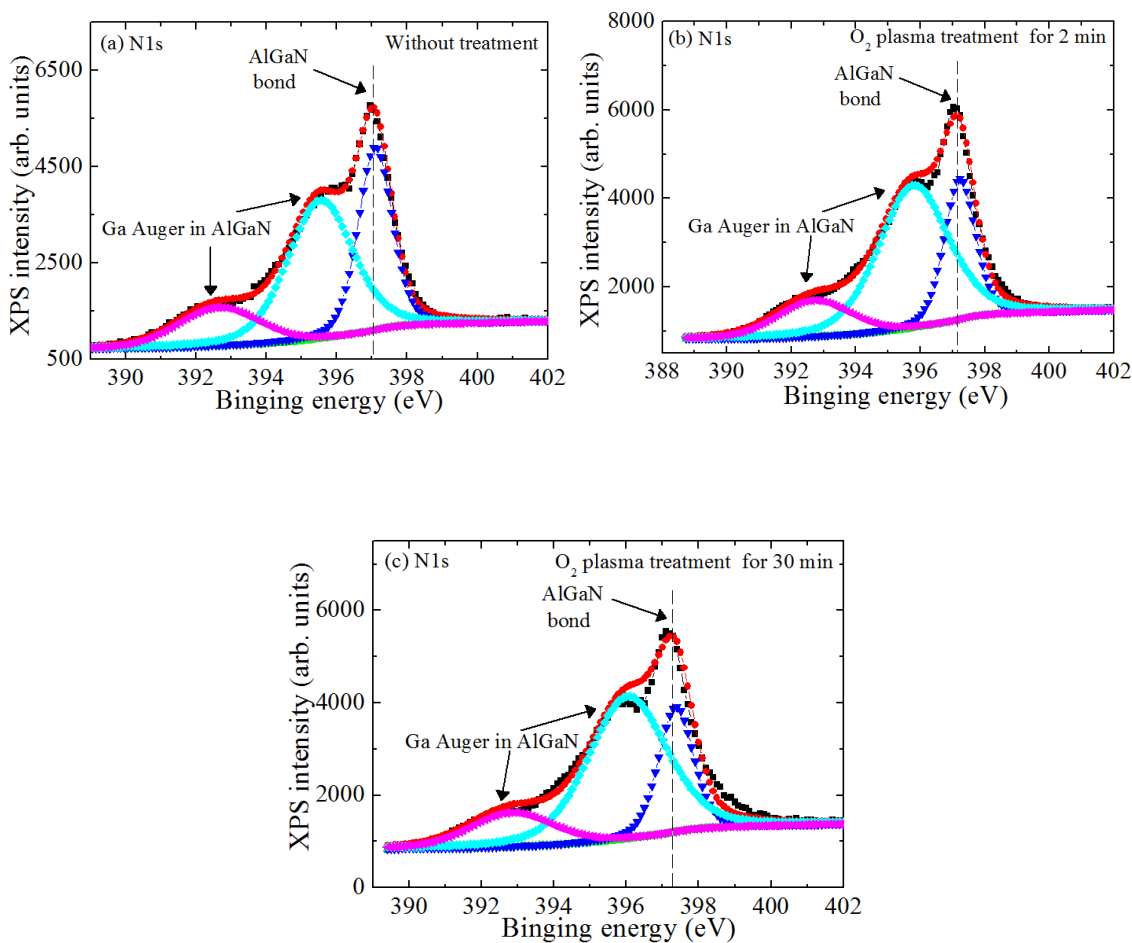 (a) N1s
Without treatment
AlGaN
bond
Ga Auger in AlGaN
XPS intensity (arb. units)
6500
4500
2500
500
390 392 394 396 398 400 402
Binging energy (eV)
(b) N1s
O₂ plasma treatment for 2 min
AlGaN
bond
Ga Auger in AlGaN
XPS intensity (arb. units)
8000
6000
4000
2000
388 390 392 394 396 398 400 402
Binging energy (eV)
(c) N1s
O₂ plasma treatment for 30 min
AlGaN
bond
Ga Auger in AlGaN
XPS intensity (arb. units)
6000
4000
2000
0
390 392 394 396 398 400 402
Binging energy (eV)